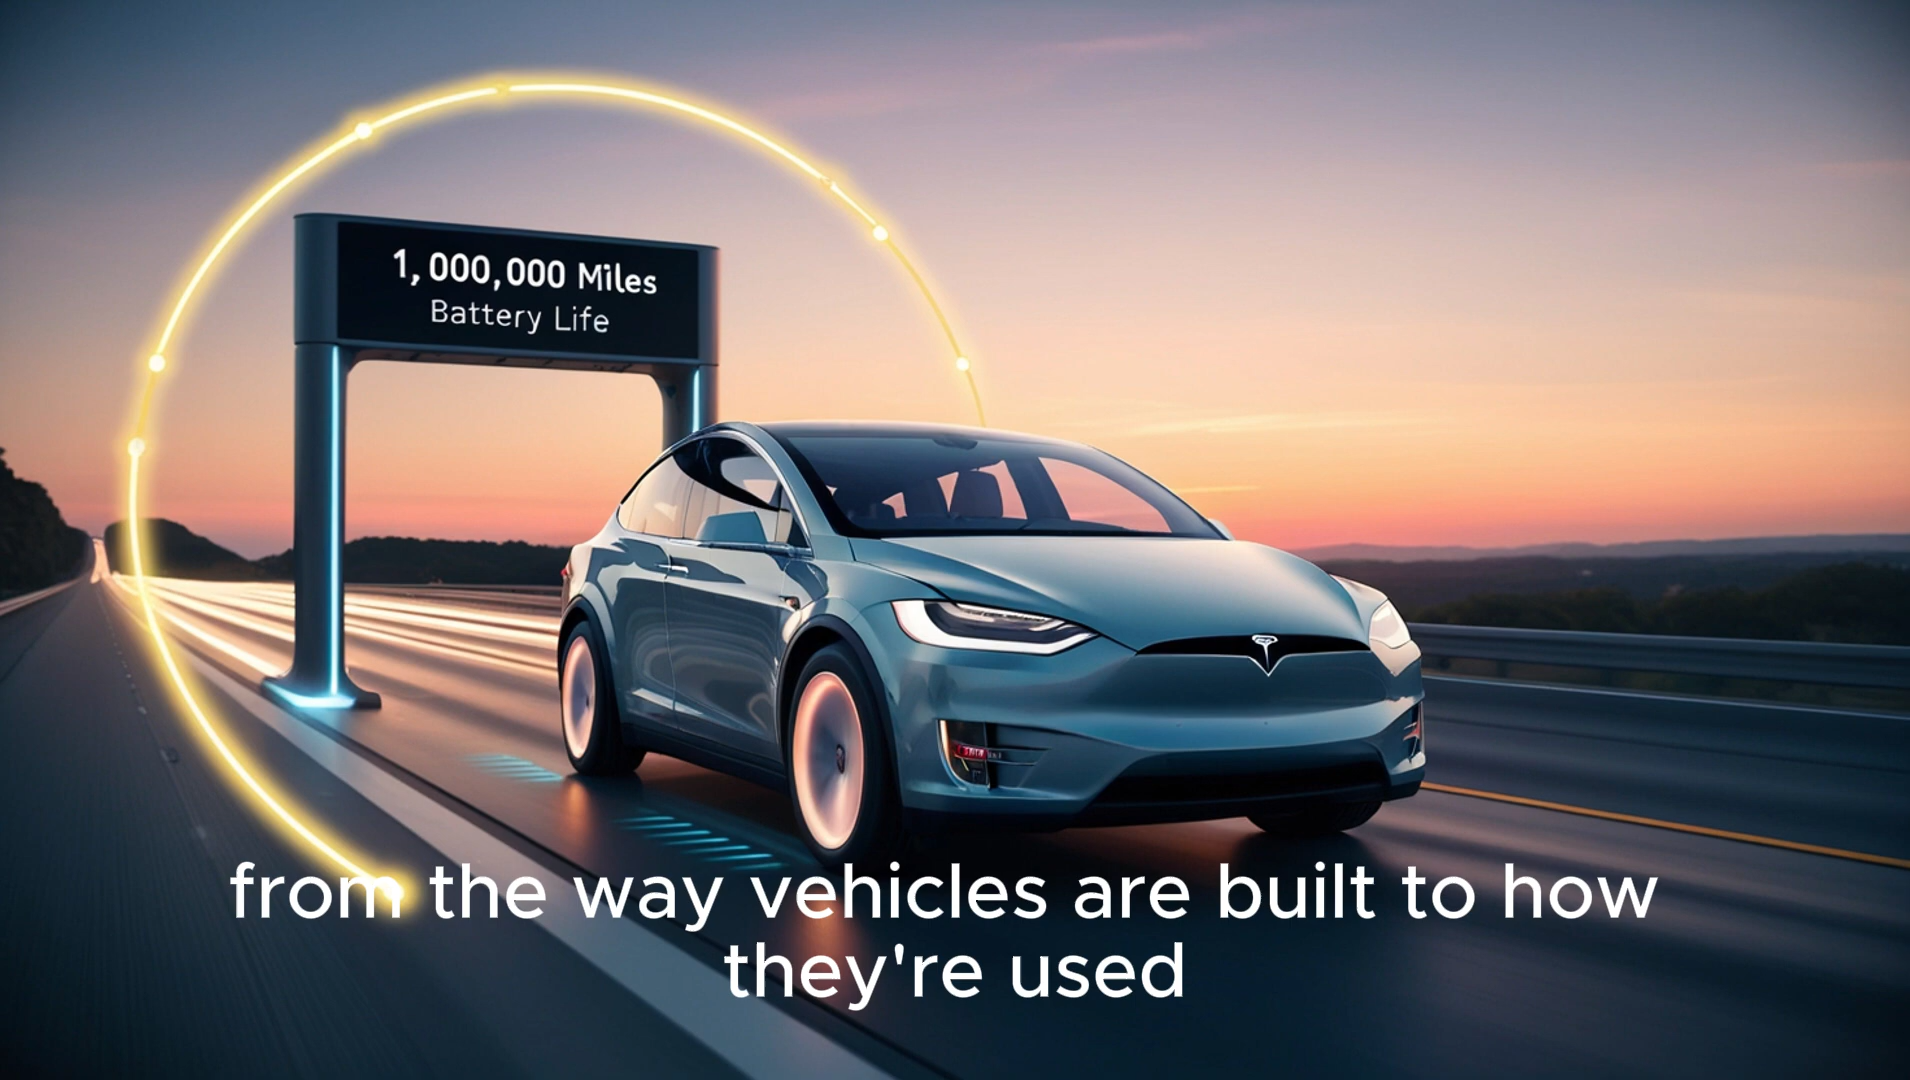 1,000,000 Miles
Battery Life
from the way vehicles are built to how
they're used